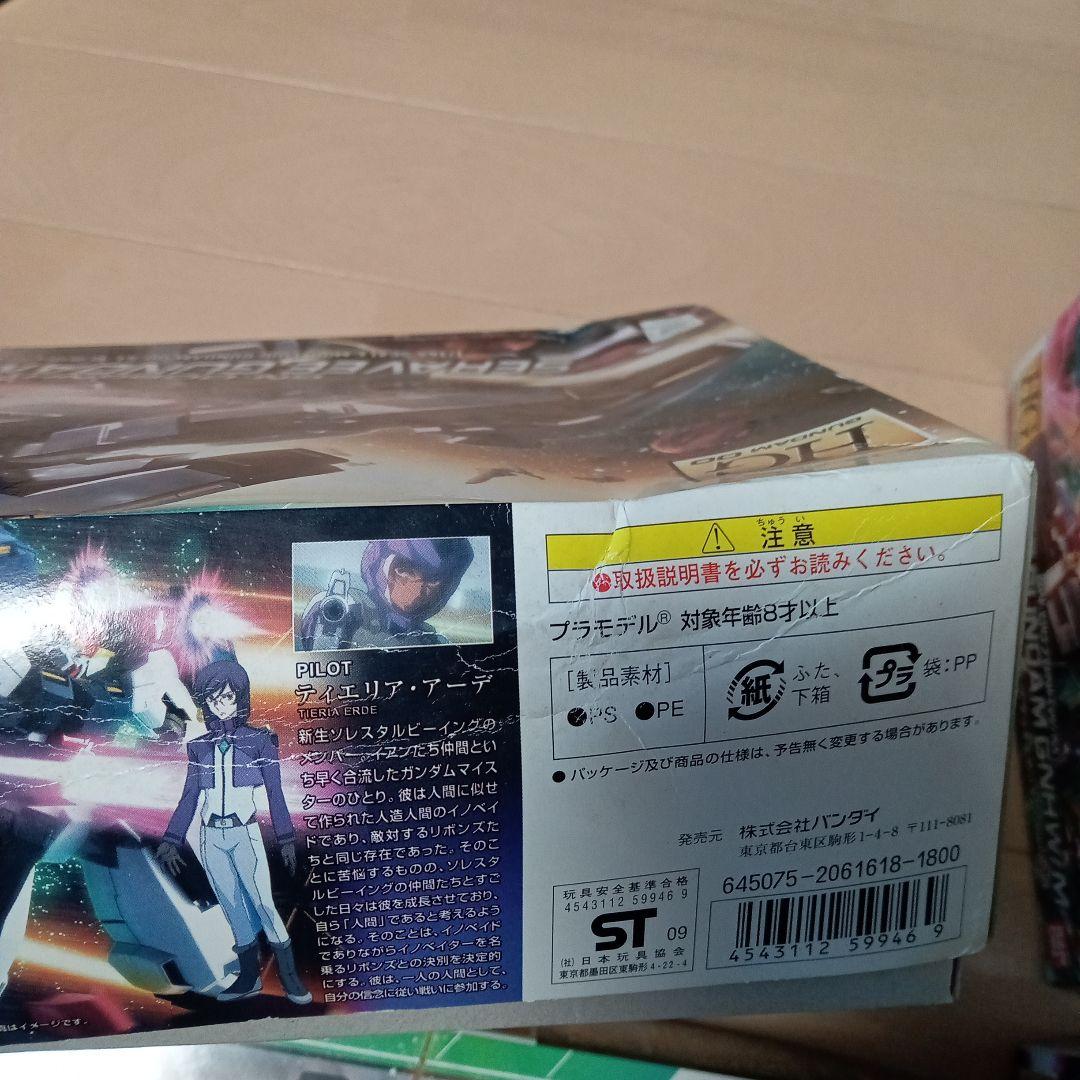 SERAVEE GUNDAM
HG
GUNDAM 00
PILOT
ティエリア・アーデ
TIERIA ERDE
新生ソレスタルビーイングの
メンバー・イアンたち仲間とい
ち早く合流したガンダムマイス
ターのひとり。彼は人間に似せ
て作られた人造人間のイノベイ
ドであり、敵対するリボンズた
ちと同じ存在であった。そのこ
とに苦悩するものの、ソレスタ
ルビーイングの仲間たちとすご
した日々は彼を成長させており、
自ら「人間」であると考えるよう
になる。そのことは、イノベイド
でありながらイノベイターを名
乗るリボンズとの決別を決定的
にする。彼は、一人の人間として、
自分の信念に従い戦いに参加する。
真はイメージです。
ちゅうい
注意
取扱説明書を必ずお読みください。
プラモデル® 対象年齢8才以上
[製品素材]
●PS ●PE
紙 ふた、
下箱
プラ 袋:PP
●パッケージ及び商品の仕様は、予告無く変更する場合があります。
発売元 株式会社バンダイ
東京都台東区駒形1-4-8 〒111-8081
645075-2061618-1800
4543112 59946 9
玩具安全基準合格
4543112 59946 9
ST 09
(社)日本玩具協会
東京都墨田区東駒形4-22-4
HG